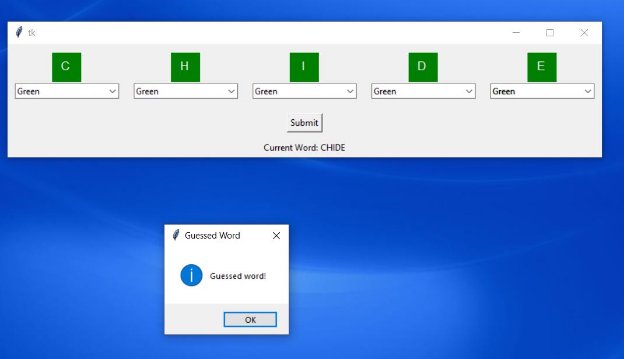 tk
C H I D E
Green Green Green Green Green
Submit
Current Word: CHIDE
Guessed Word
i Guessed word!
OK